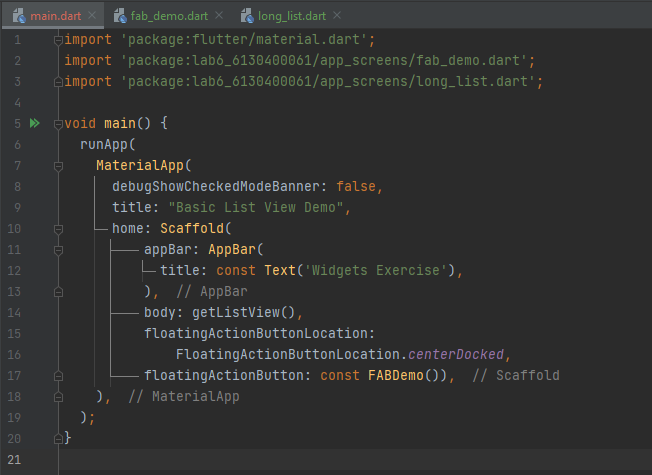 main.dart × fab_demo.dart × long_list.dart ×
1 import 'package:flutter/material.dart';
2 import 'package:lab6_6130400061/app_screens/fab_demo.dart';
3 import 'package:lab6_6130400061/app_screens/long_list.dart';
4
5 void main() {
6 runApp(
7 MaterialApp(
8 debugShowCheckedModeBanner: false,
9 title: "Basic List View Demo",
10 home: Scaffold(
11 appBar: AppBar(
12 title: const Text('Widgets Exercise'),
13 ), // AppBar
14 body: getListView(),
15 floatingActionButtonLocation:
16 FloatingActionButtonLocation.centerDocked,
17 floatingActionButton: const FABDemo()), // Scaffold
18 ), // MaterialApp
19 );
20 }
21